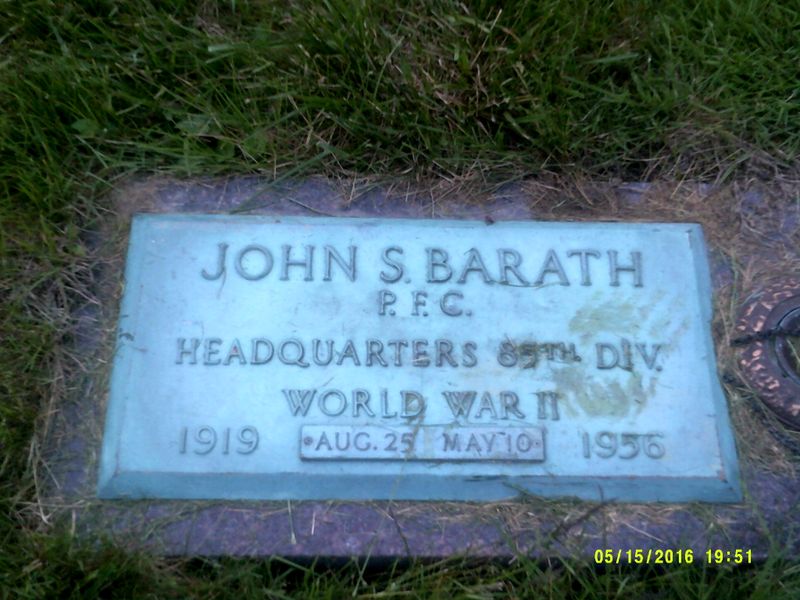 JOHN S. BARATH
P. F. C.
HEADQUARTERS 85TH. DIV.
WORLD WAR II
1919 AUG. 25 MAY 10 1956
05/15/2016 19:51